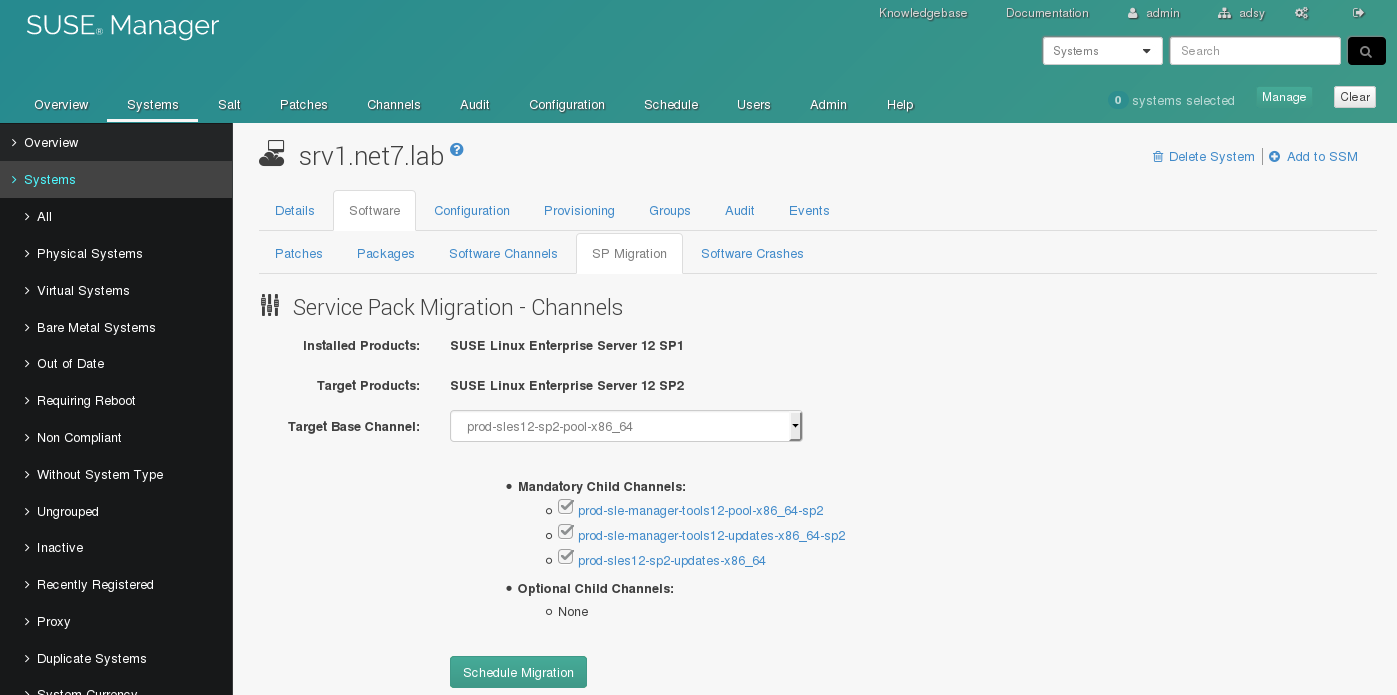 SUSE® Manager
Knowledgebase Documentation admin adsy
Systems Search
Overview Systems Salt Patches Channels Audit Configuration Schedule Users Admin Help
0 systems selected Manage Clear
Overview
Systems
All
Physical Systems
Virtual Systems
Bare Metal Systems
Out of Date
Requiring Reboot
Non Compliant
Without System Type
Ungrouped
Inactive
Recently Registered
Proxy
Duplicate Systems
System Currency
srv1.net7.lab ?
Delete System | Add to SSM
Details Software Configuration Provisioning Groups Audit Events
Patches Packages Software Channels SP Migration Software Crashes
Service Pack Migration - Channels
Installed Products: SUSE Linux Enterprise Server 12 SP1
Target Products: SUSE Linux Enterprise Server 12 SP2
Target Base Channel: prod-sles12-sp2-pool-x86_64
• Mandatory Child Channels:
prod-sle-manager-tools12-pool-x86_64-sp2
prod-sle-manager-tools12-updates-x86_64-sp2
prod-sles12-sp2-updates-x86_64
• Optional Child Channels:
None
Schedule Migration